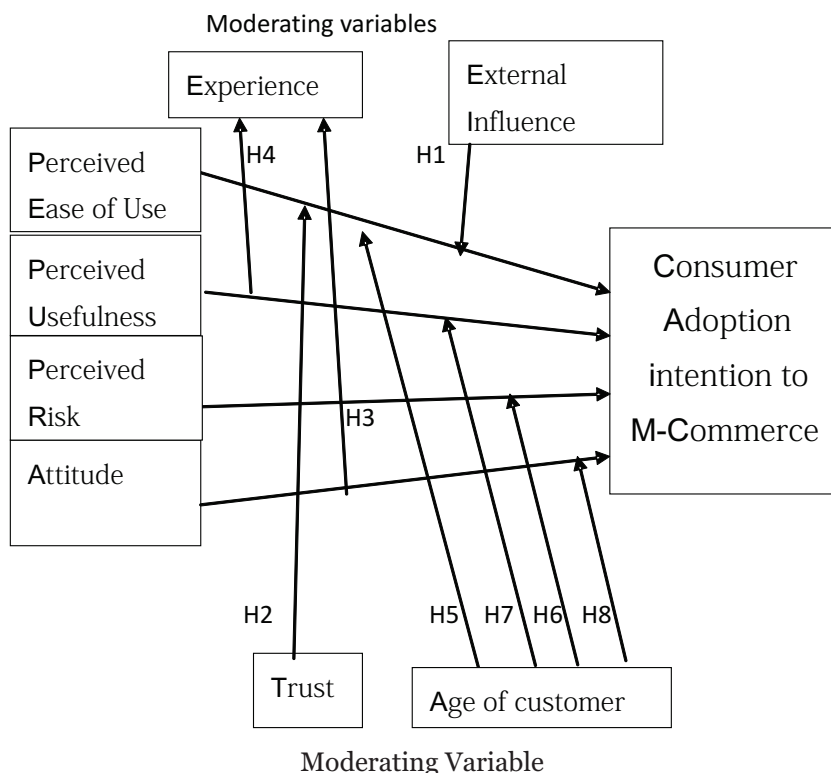 Moderating variables
Experience
External
Influence
H4
H1
Perceived
Ease of Use
Perceived
Usefulness
Perceived
Risk
Attitude
Consumer
Adoption
intention to
M-Commerce
H3
H2
H5
H7
H6
H8
Trust
Age of customer
Moderating Variable